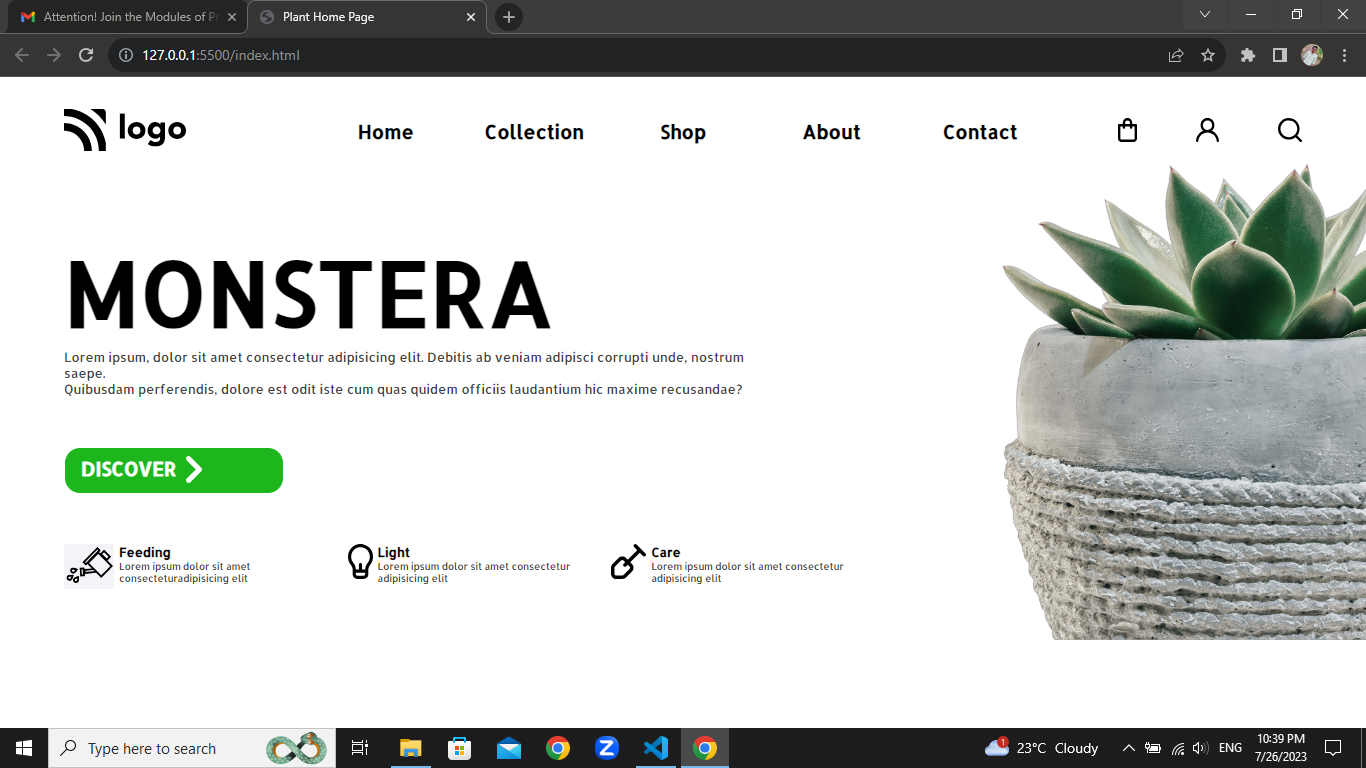 Attention! Join the Modules of Pr
Plant Home Page
127.0.0.1:5500/index.html
logo
Home
Collection
Shop
About
Contact
MONSTERA
Lorem ipsum, dolor sit amet consectetur adipisicing elit. Debitis ab veniam adipisci corrupti unde, nostrum
saepe.
Quibusdam perferendis, dolore est odit iste cum quas quidem officiis laudantium hic maxime recusandae?
DISCOVER
Feeding
Lorem ipsum dolor sit amet
consecteturadipisicing elit
Light
Lorem ipsum dolor sit amet consectetur
adipisicing elit
Care
Lorem ipsum dolor sit amet consectetur
adipisicing elit
Type here to search
1
23°C Cloudy
ENG
10:39 PM
7/26/2023